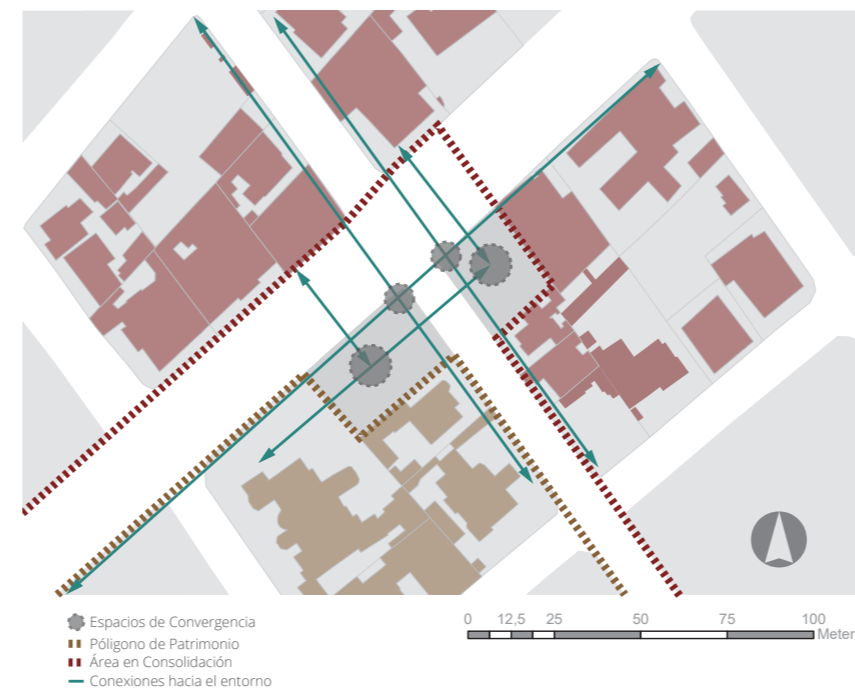 Espacios de Convergencia
Póligono de Patrimonio
Área en Consolidación
Conexiones hacia el entorno
0 12,5 25 50 75 100
Meter